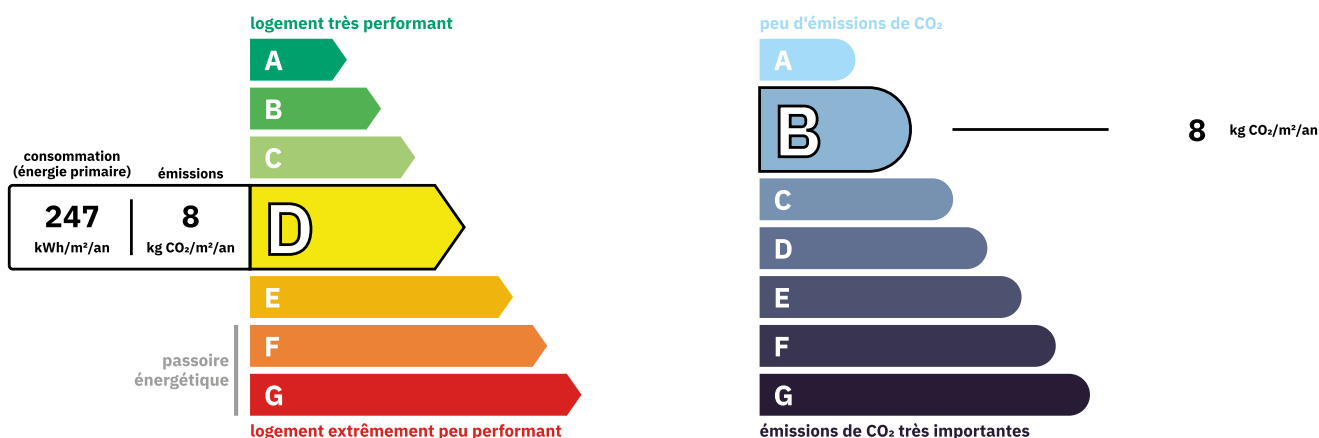 logement très performant
A
B
C
consommation
(énergie primaire)
émissions
247
kWh/m²/an
8
kg CO₂/m²/an
D
E
F
G
passoire
énergétique
logement extrêmement peu performant
peu d'émissions de CO₂
A
B
8 kg CO₂/m²/an
C
D
E
F
G
émissions de CO₂ très importantes